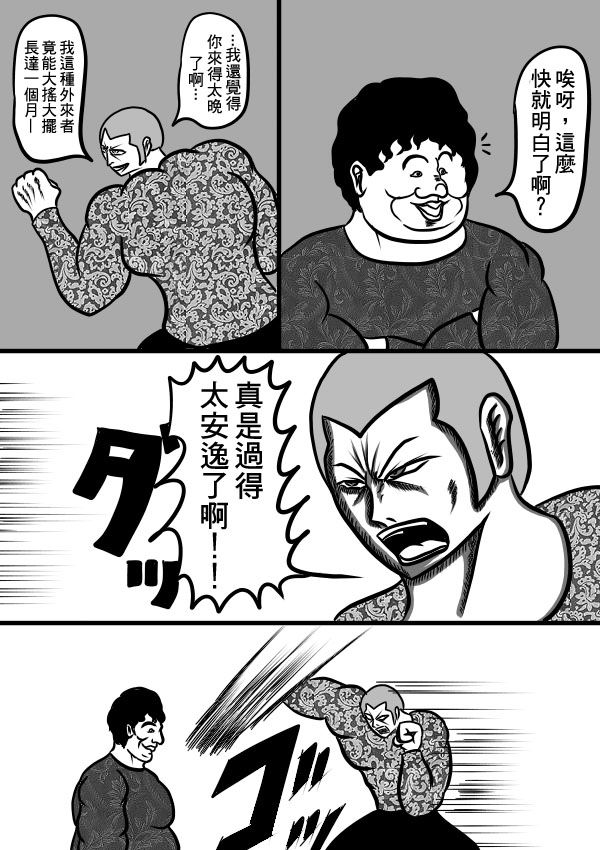 唉呀，這麼
快就明白了啊？
…我還覺得
你來得太晚
了啊…
我這種外來者
竟能大搖大擺
長達一個月—
真是過得
太安逸了啊！！
ダッ
ゴッ